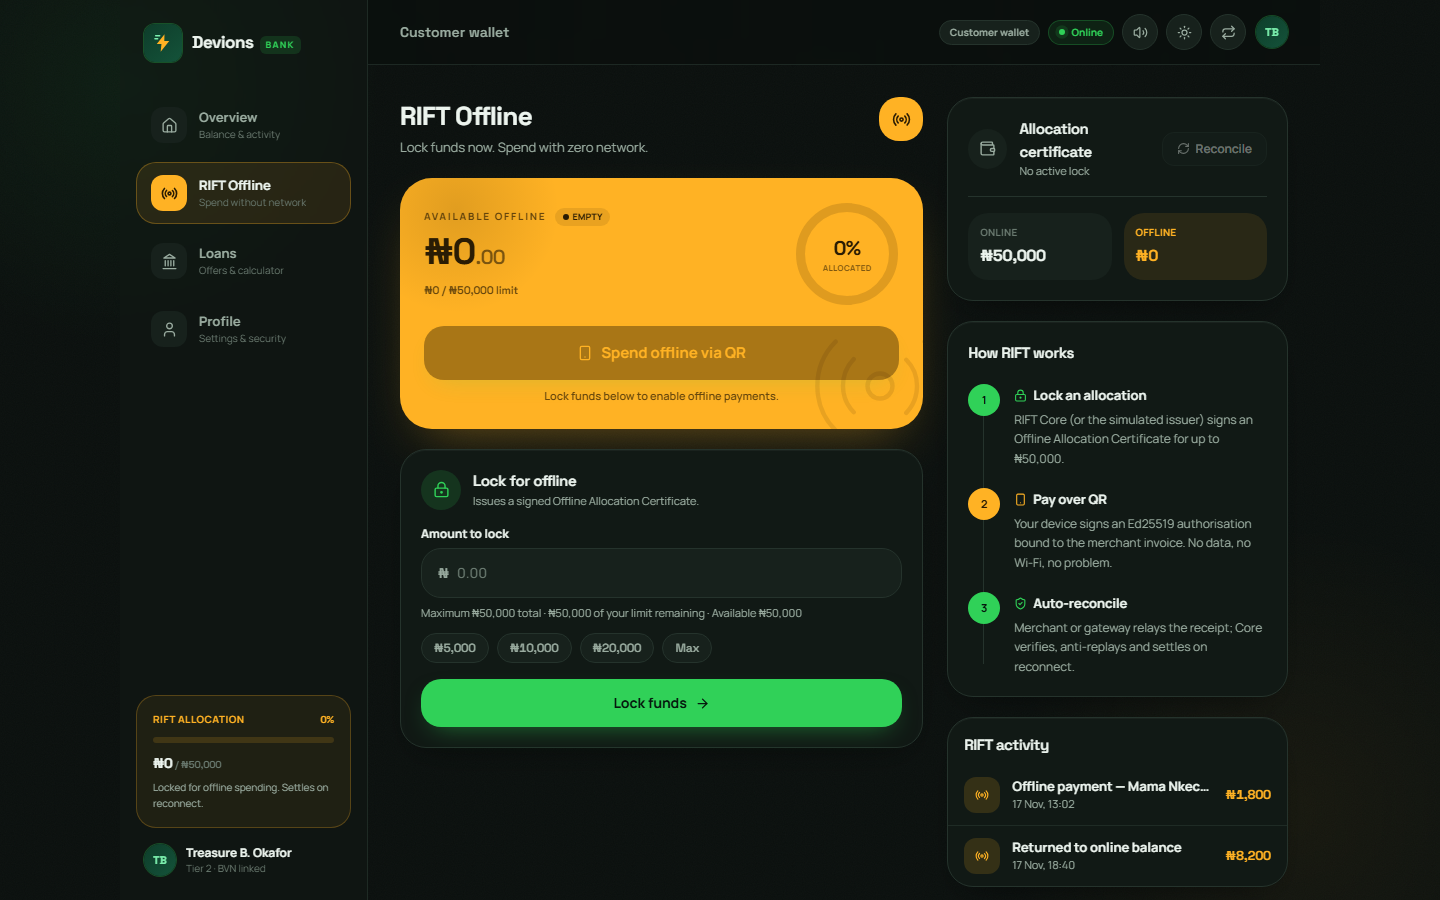 Devions BANK
Overview
Balance & activity
RIFT Offline
Spend without network
Loans
Offers & calculator
Profile
Settings & security
RIFT ALLOCATION 0%
₦0 / ₦50,000
Locked for offline spending. Settles on
reconnect.
TB
Treasure B. Okafor
Tier 2 · BVN linked
Customer wallet
Customer wallet
Online
TB
RIFT Offline
Lock funds now. Spend with zero network.
AVAILABLE OFFLINE
EMPTY
₦0.00
₦0 / ₦50,000 limit
0%
ALLOCATED
Spend offline via QR
Lock funds below to enable offline payments.
Lock for offline
Issues a signed Offline Allocation Certificate.
Amount to lock
₦ 0.00
Maximum ₦50,000 total · ₦50,000 of your limit remaining · Available ₦50,000
₦5,000 ₦10,000 ₦20,000 Max
Lock funds
Allocation
certificate
No active lock
Reconcile
ONLINE
₦50,000
OFFLINE
₦0
How RIFT works
1
Lock an allocation
RIFT Core (or the simulated issuer) signs an
Offline Allocation Certificate for up to
₦50,000.
2
Pay over QR
Your device signs an Ed25519 authorisation
bound to the merchant invoice. No data, no
Wi-Fi, no problem.
3
Auto-reconcile
Merchant or gateway relays the receipt; Core
verifies, anti-replays and settles on
reconnect.
RIFT activity
Offline payment — Mama Nkec... ₦1,800
17 Nov, 13:02
Returned to online balance ₦8,200
17 Nov, 18:40